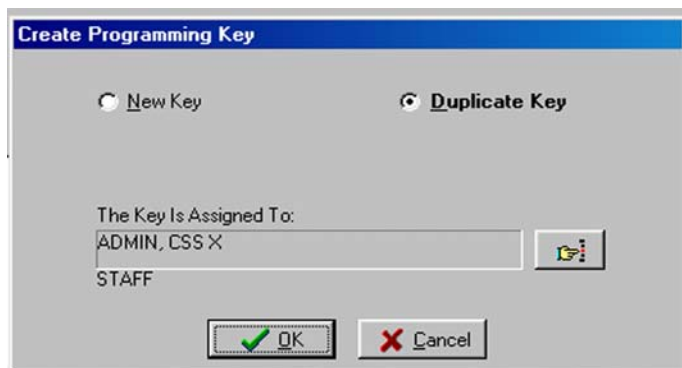 Create Programming Key
New Key Duplicate Key
The Key Is Assigned To:
ADMIN, CSS X
STAFF
OK Cancel